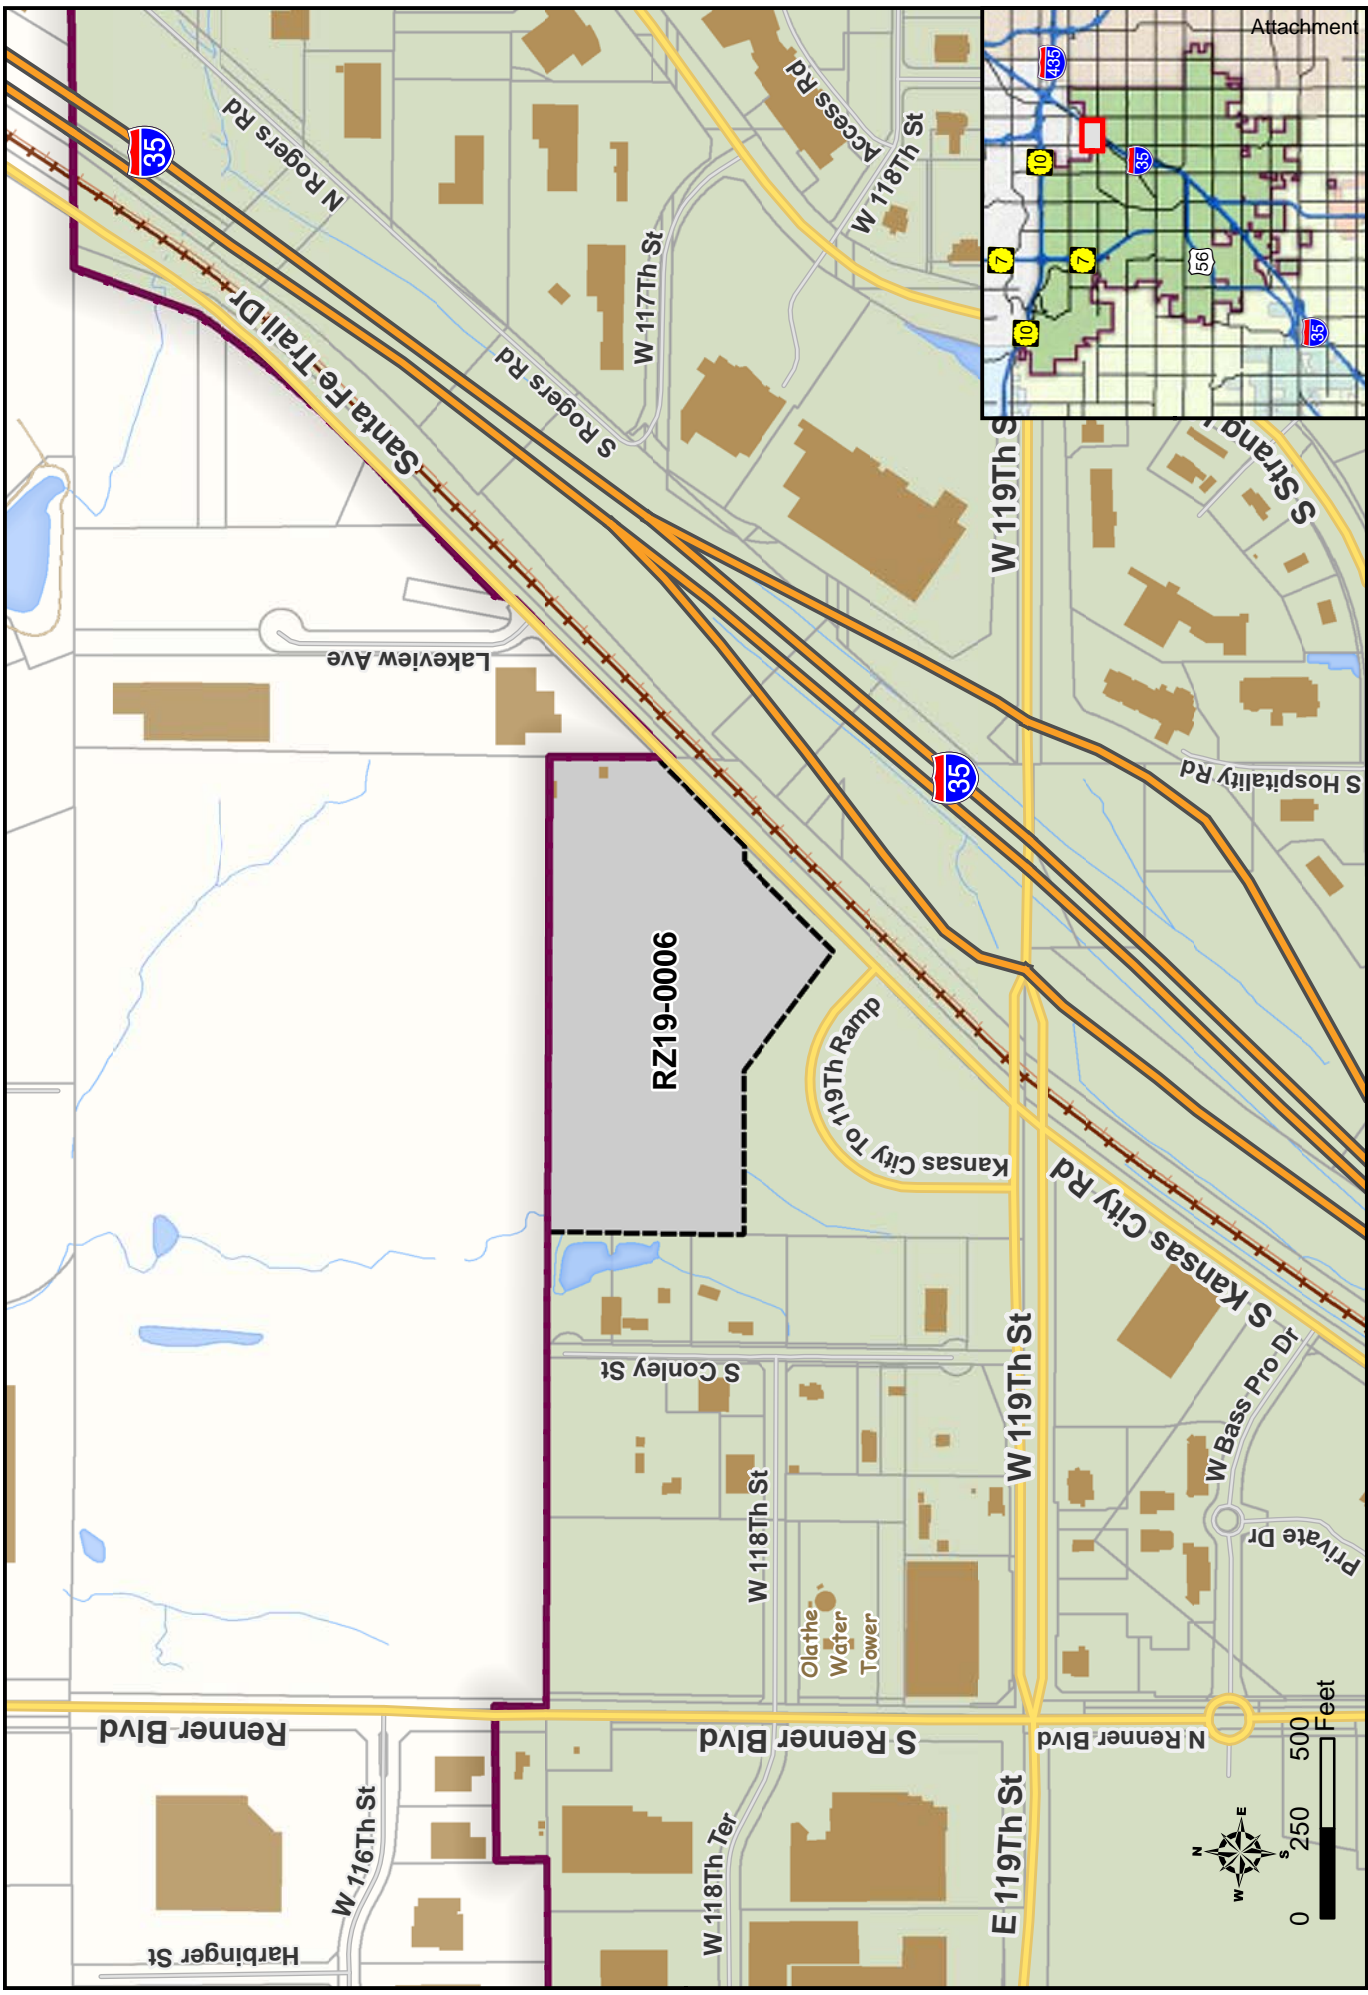 Attachment
435
10
7
7
35
56
10
35
35
N Rogers Rd
Access Rd
W 118Th St
W 117Th St
Santa Fe Trail Dr
S Rogers Rd
W 119Th S
S Strang L
Lakeview Ave
S Hospitality Rd
35
RZ19-0006
Kansas City To 119Th Ramp
S Kansas City Rd
W 119Th St
S Conley St
W Bass Pro Dr
Private Dr
W 118Th St
Olathe
Water
Tower
Renner Blvd
S Renner Blvd
N Renner Blvd
W 116Th St
W 118Th Ter
E 119Th St
Harbinger St
N
E
S
W
0 250 500
Feet